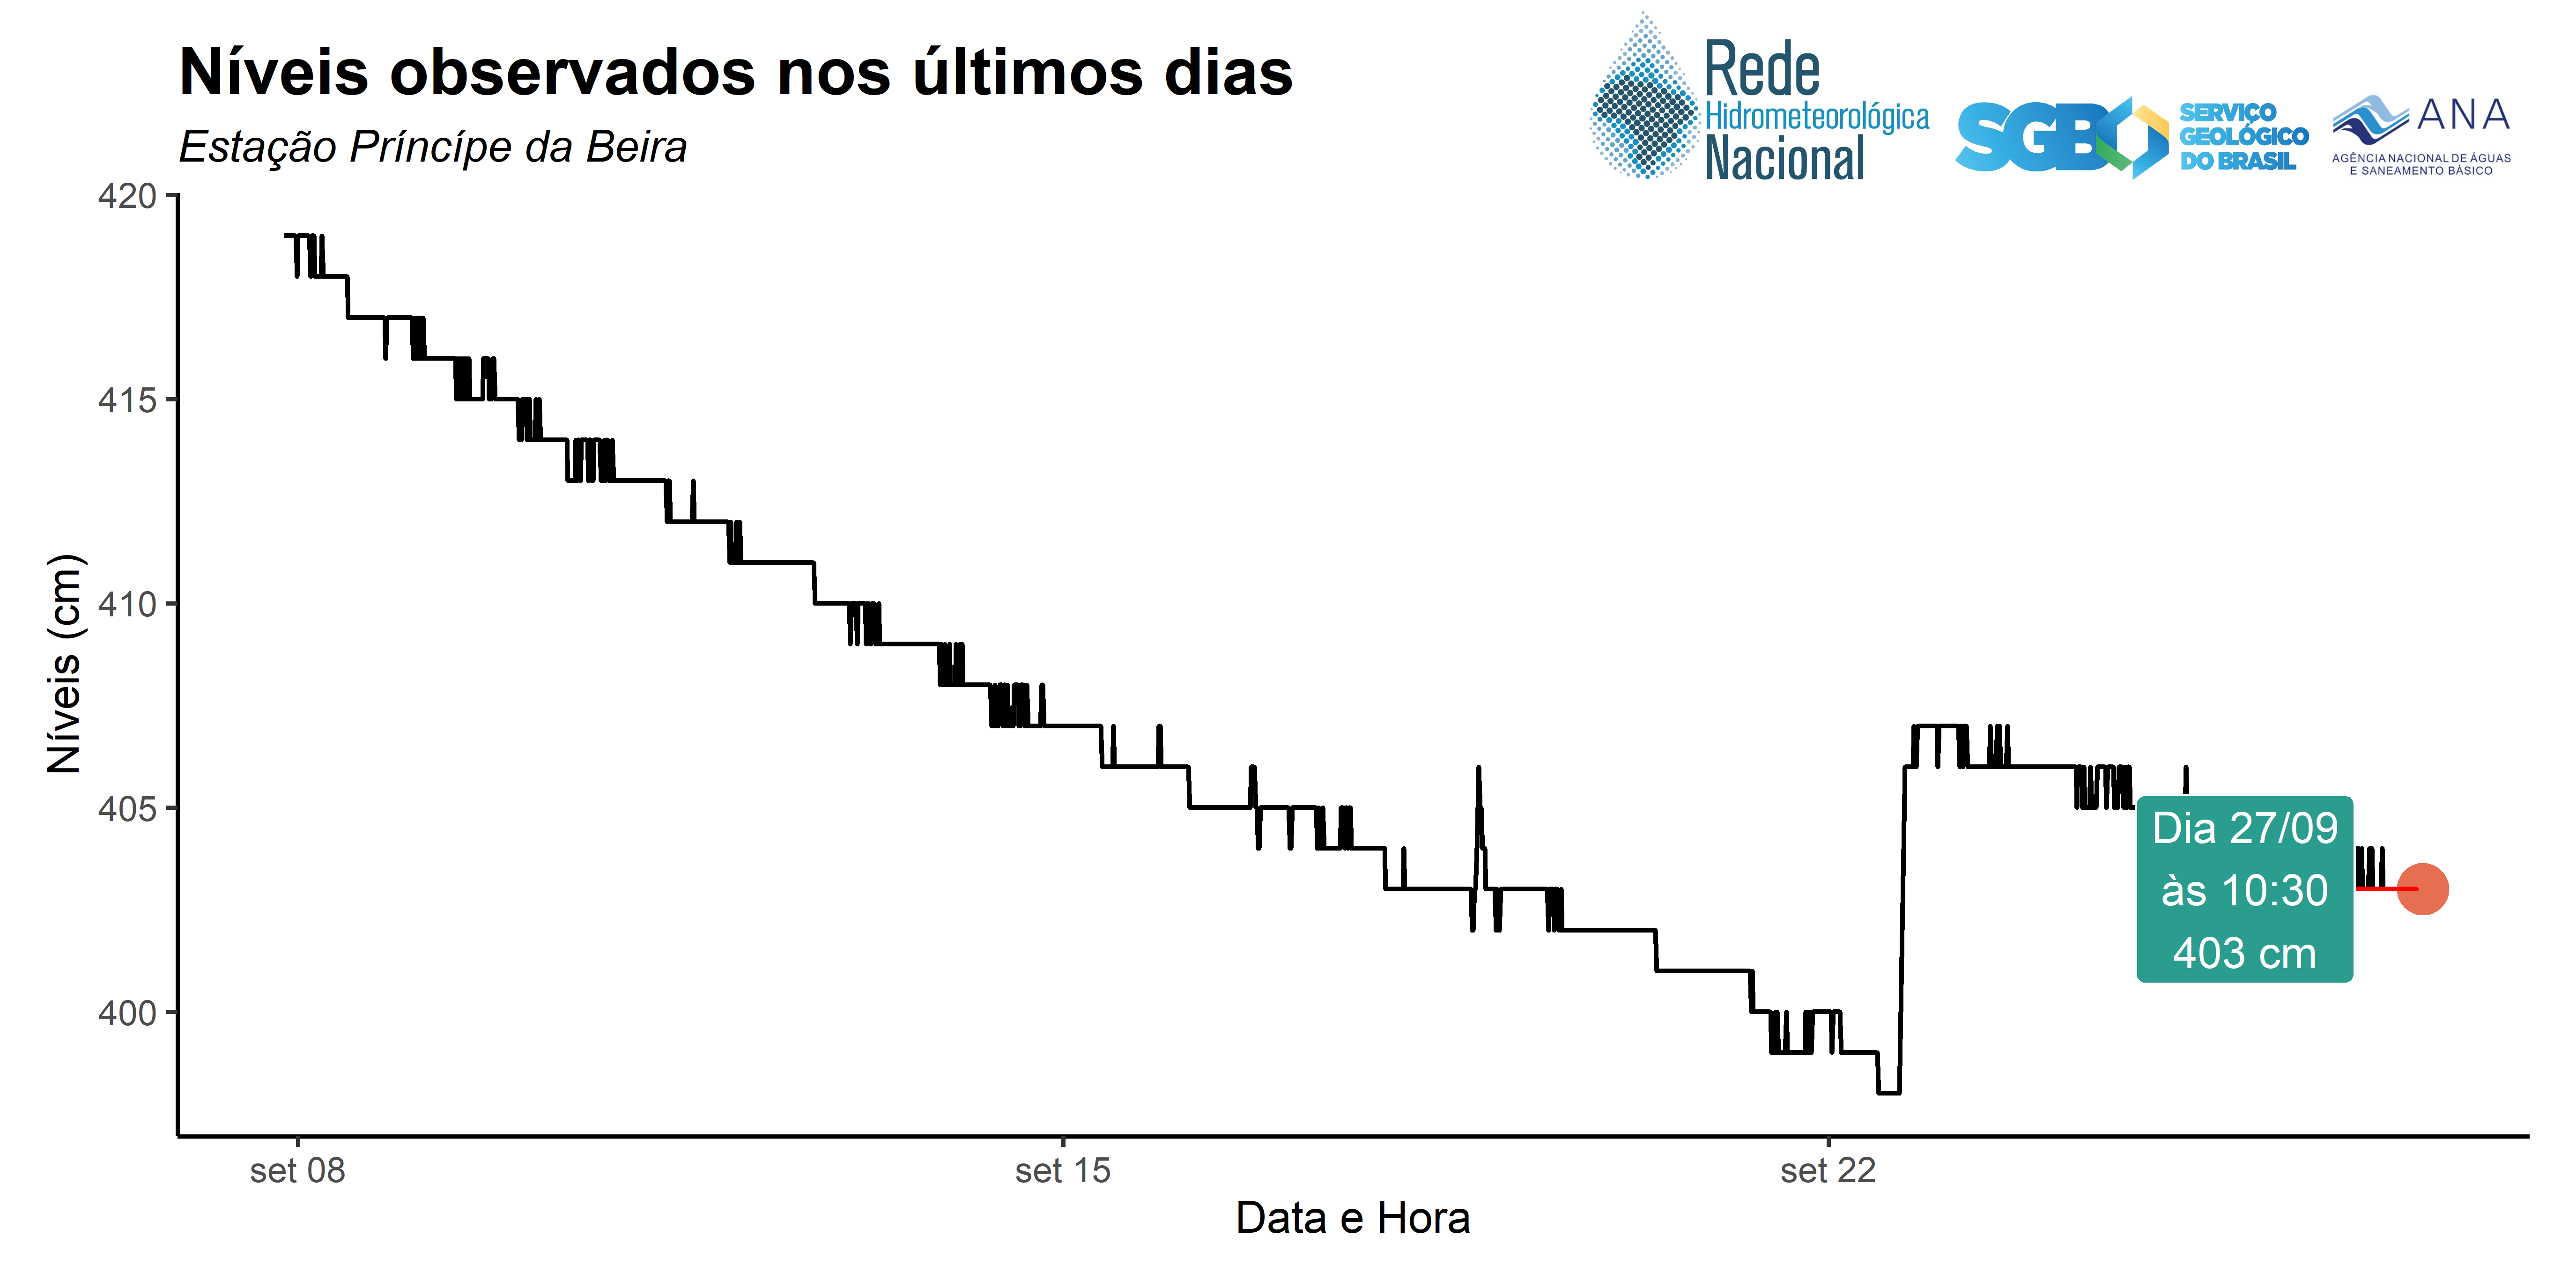 Níveis observados nos últimos dias
Estação Príncípe da Beira
Rede
Hidrometeorológica
Nacional
SGB
SERVIÇO
GEOLÓGICO
DO BRASIL
ANA
AGÊNCIA NACIONAL DE ÁGUAS
E SANEAMENTO BÁSICO
Níveis (cm)
420
415
410
405
400
Dia 27/09
às 10:30
403 cm
set 08
set 15
set 22
Data e Hora